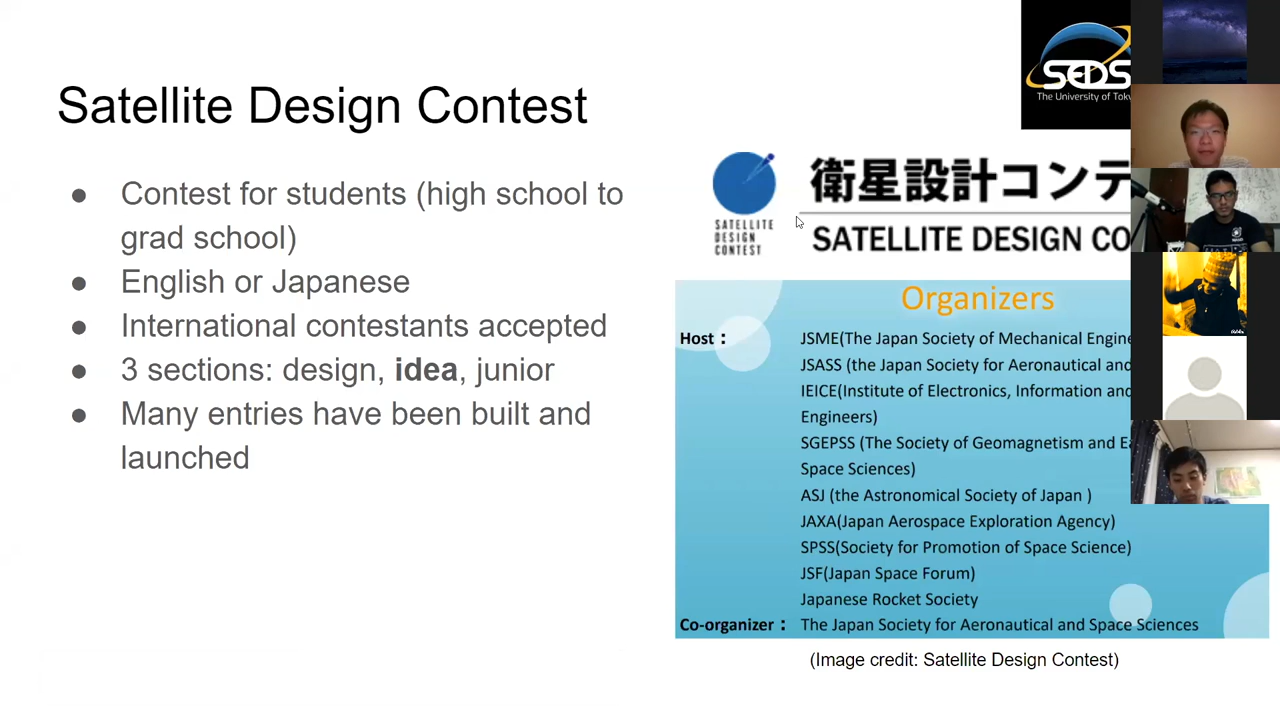 Satellite Design Contest
● Contest for students (high school to
grad school)
● English or Japanese
● International contestants accepted
● 3 sections: design, idea, junior
● Many entries have been built and
launched
SEDS
The University of Tok
衛星設計コンテ
SATELLITE
DESIGN
CONTEST
SATELLITE DESIGN CO
Organizers
Host： JSME(The Japan Society of Mechanical Engine
JSASS (the Japan Society for Aeronautical and
IEICE(Institute of Electronics, Information and
Engineers)
SGEPSS (The Society of Geomagnetism and Ea
Space Sciences)
ASJ (the Astronomical Society of Japan )
JAXA(Japan Aerospace Exploration Agency)
SPSS(Society for Promotion of Space Science)
JSF(Japan Space Forum)
Japanese Rocket Society
Co-organizer： The Japan Society for Aeronautical and Space Sciences
(Image credit: Satellite Design Contest)